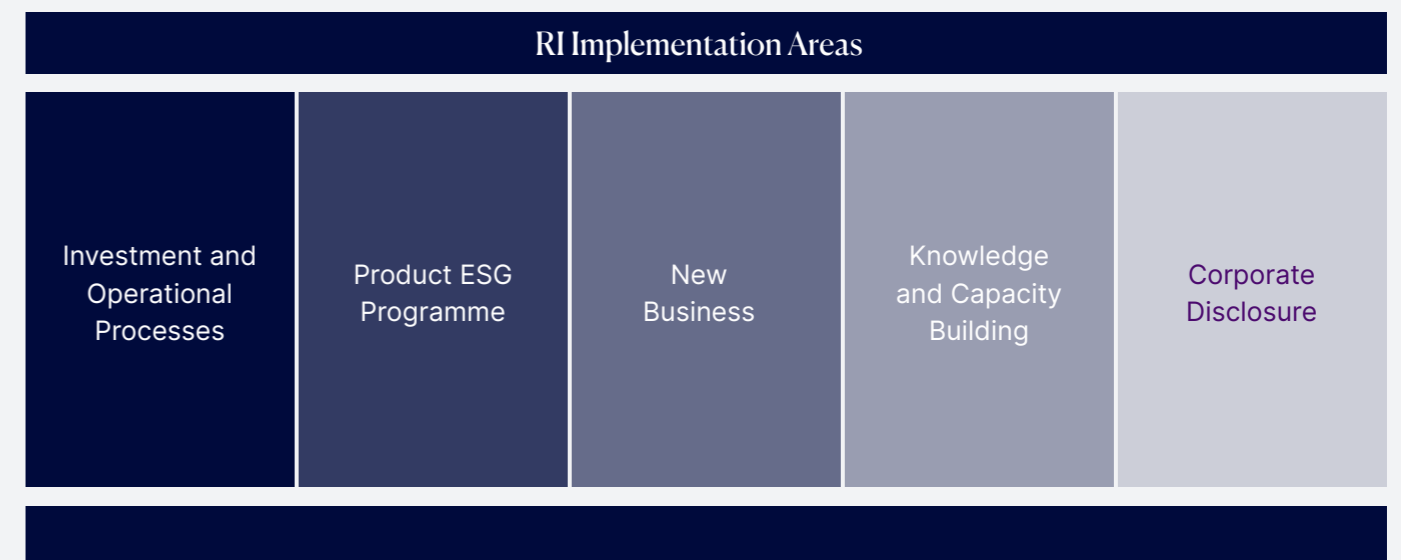 RI Implementation Areas
Investment and
Operational
Processes
Product ESG
Programme
New
Business
Knowledge
and Capacity
Building
Corporate
Disclosure